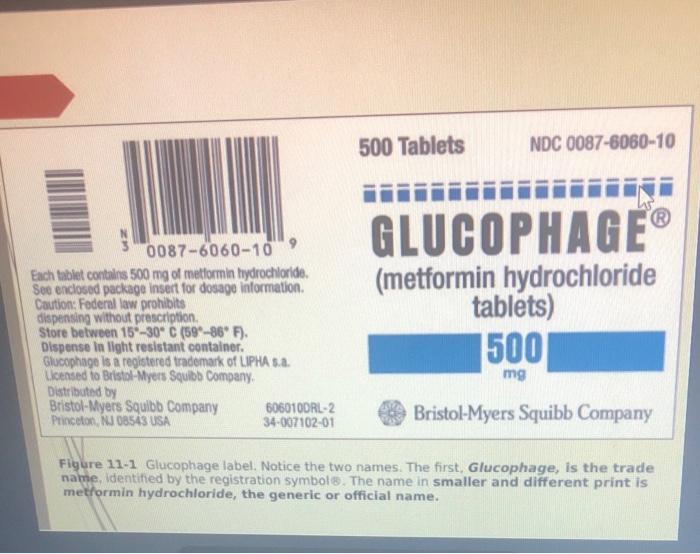 500 Tablets NDC 0087-6060-10
GLUCOPHAGE®
(metformin hydrochloride
tablets)
500
mg
Bristol-Myers Squibb Company
N
3
0087-6060-10 9
Each tablet contains 500 mg of metformin hydrochloride.
See enclosed package insert for dosage information.
Caution: Federal law prohibits
dispensing without prescription.
Store between 15°-30° C (59°-86° F).
Dispense in light resistant container.
Glucophage is a registered trademark of LIPHA s.a.
Licensed to Bristol-Myers Squibb Company.
Distributed by
Bristol-Myers Squibb Company 606010DRL-2
Princeton, NJ 08543 USA 34-007102-01
Figure 11-1 Glucophage label. Notice the two names. The first, Glucophage, is the trade
name, identified by the registration symbol®. The name in smaller and different print is
metformin hydrochloride, the generic or official name.